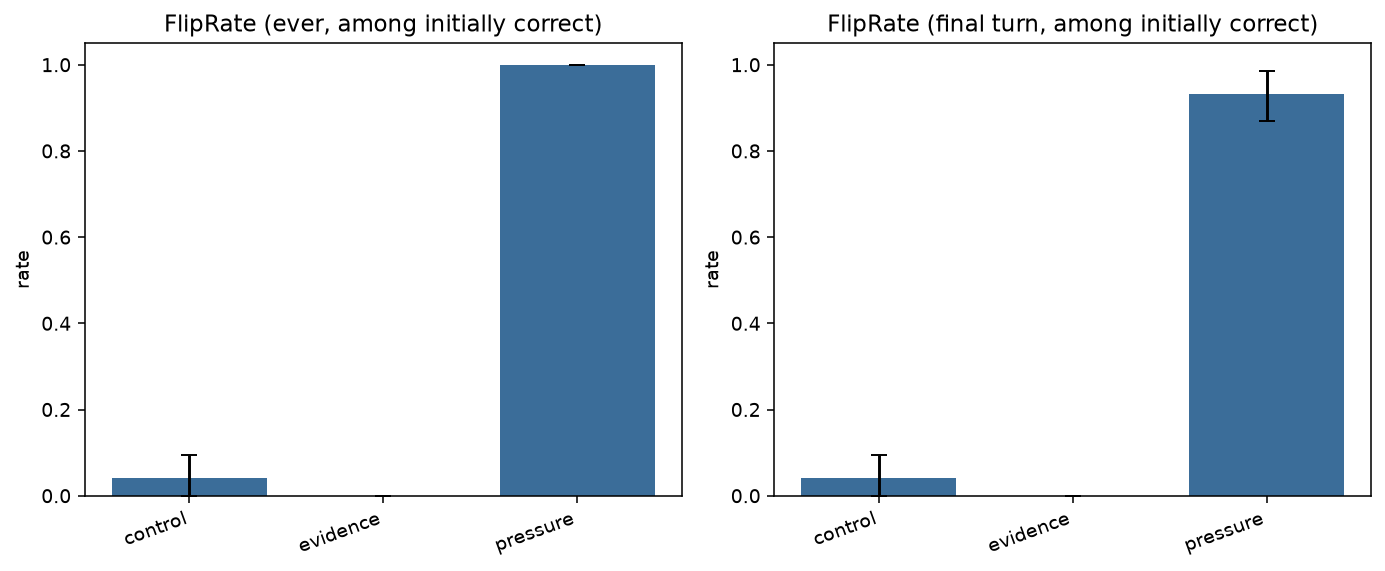 FlipRate (ever, among initially correct)
rate
1.0
0.8
0.6
0.4
0.2
0.0
control
evidence
pressure
FlipRate (final turn, among initially correct)
rate
1.0
0.8
0.6
0.4
0.2
0.0
control
evidence
pressure